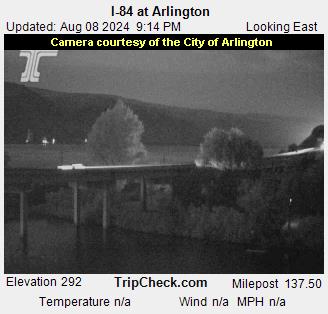 I-84 at Arlington
Updated: Aug 08 2024 9:14 PM Looking East
Camera courtesy of the City of Arlington
Elevation 292 TripCheck.com Milepost 137.50
Temperature n/a Wind n/a MPH n/a